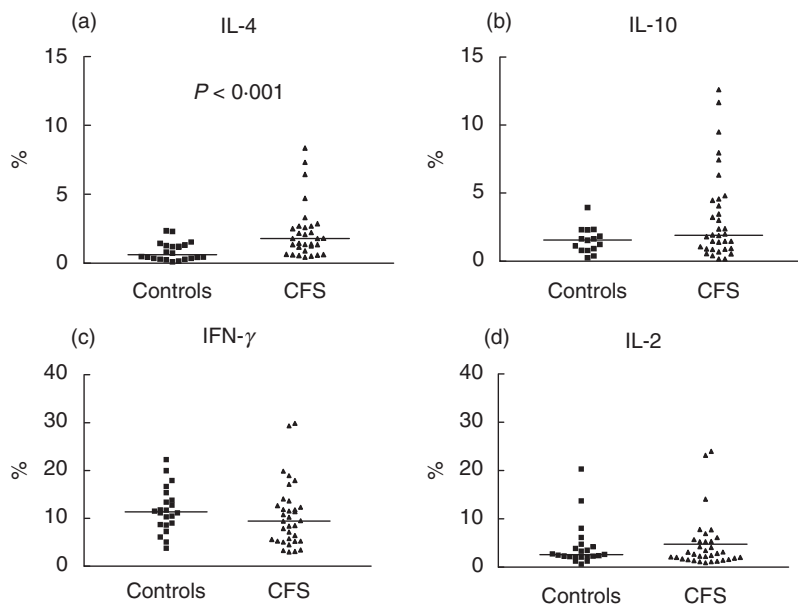 (a)
IL-4
15
10
5
0
%
P < 0·001
Controls
CFS
(b)
IL-10
15
10
5
0
%
Controls
CFS
(c)
IFN-γ
40
30
20
10
0
%
Controls
CFS
(d)
IL-2
40
30
20
10
0
%
Controls
CFS